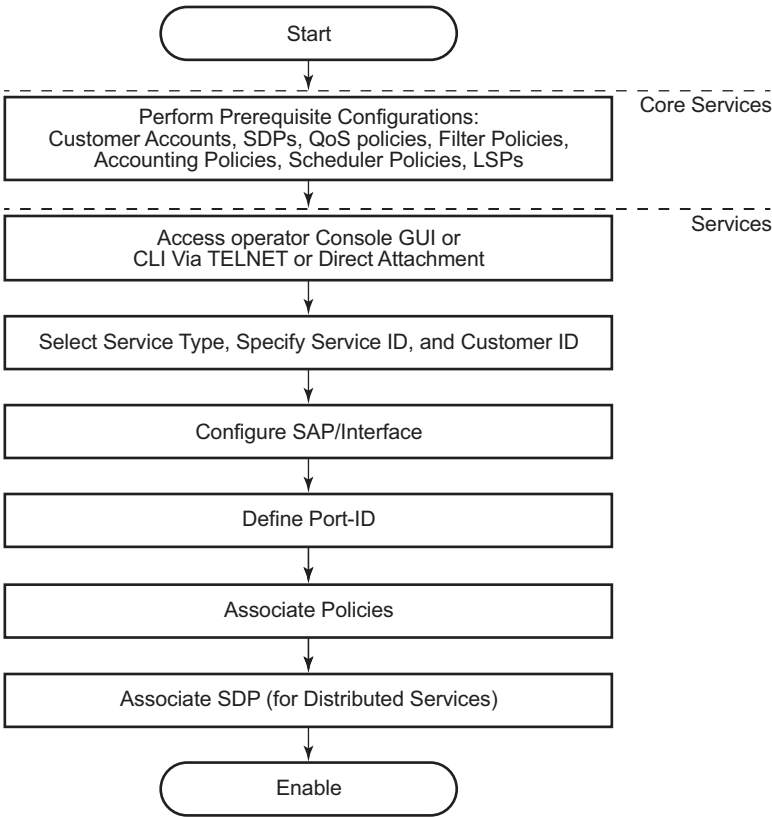 Start
Core Services
Perform Prerequisite Configurations:
Customer Accounts, SDPs, QoS policies, Filter Policies,
Accounting Policies, Scheduler Policies, LSPs
Services
Access operator Console GUI or
CLI Via TELNET or Direct Attachment
Select Service Type, Specify Service ID, and Customer ID
Configure SAP/Interface
Define Port-ID
Associate Policies
Associate SDP (for Distributed Services)
Enable